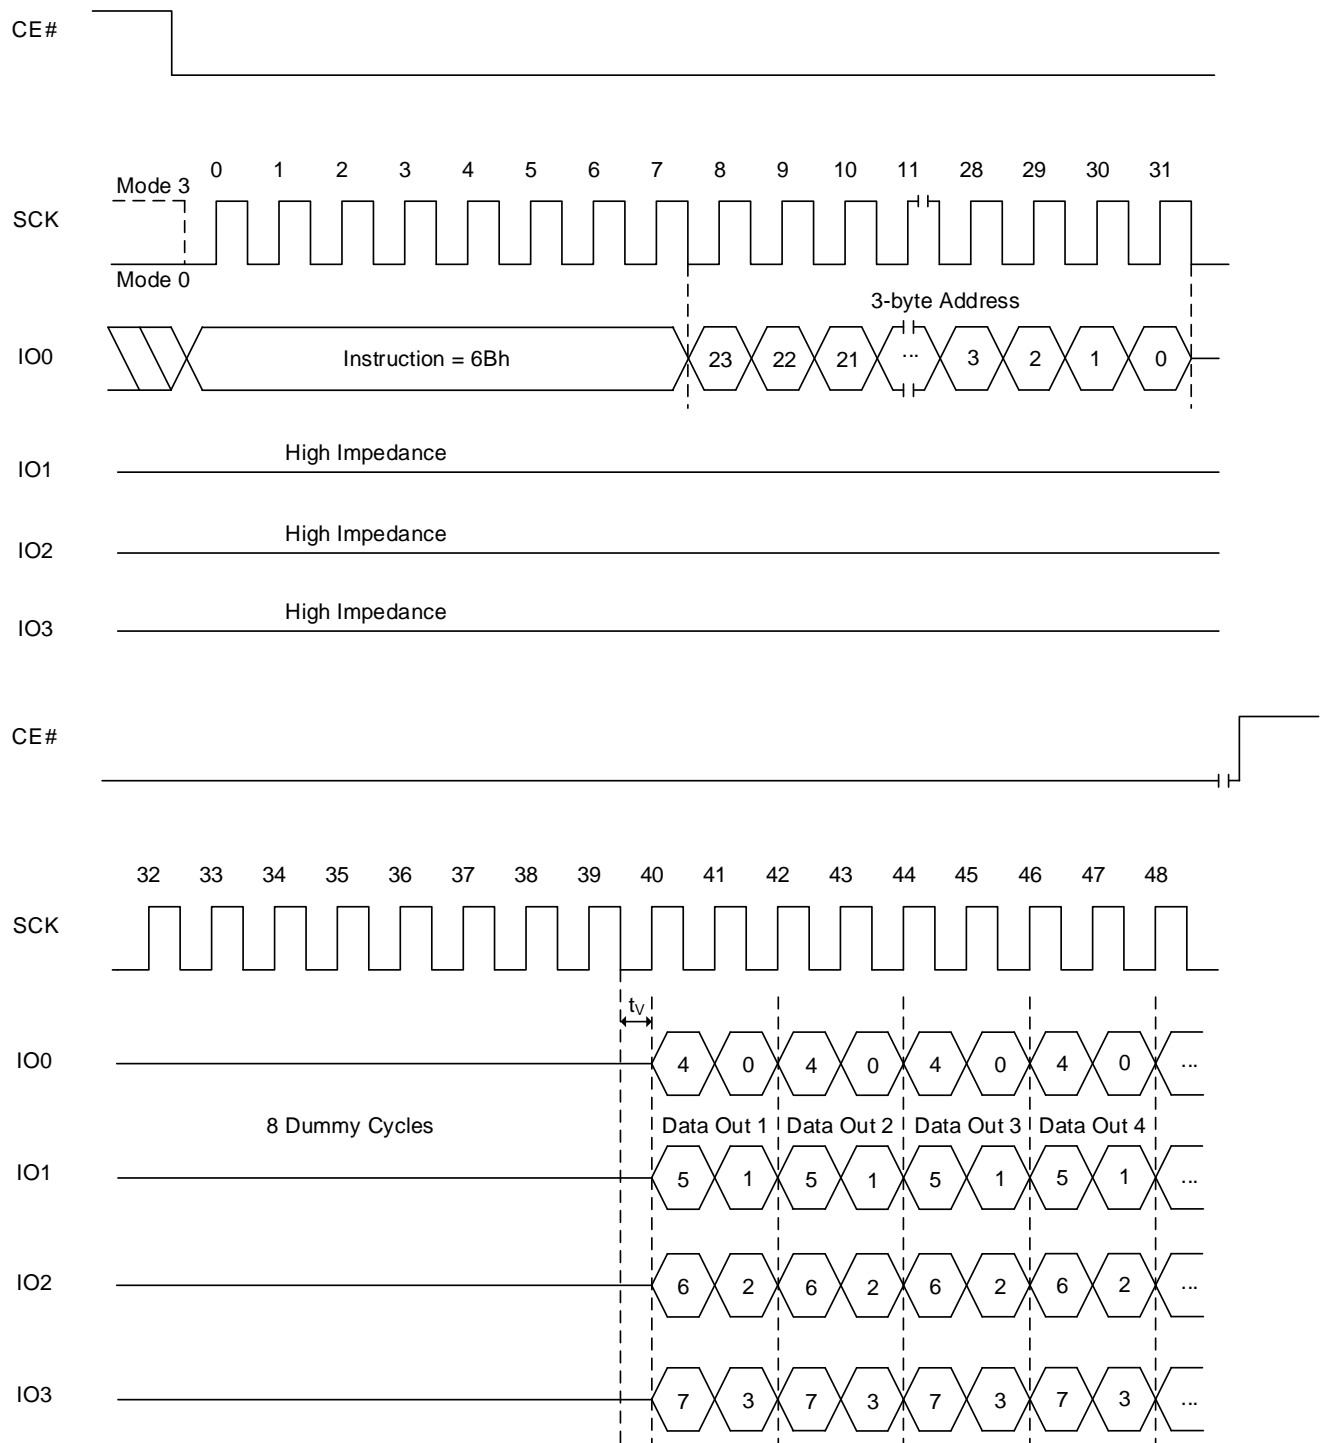 CE#
0 1 2 3 4 5 6 7 8 9 10 11 28 29 30 31
Mode 3
SCK
Mode 0
3-byte Address
IO0 Instruction = 6Bh 23 22 21 ... 3 2 1 0
High Impedance
IO1
High Impedance
IO2
High Impedance
IO3
CE#
32 33 34 35 36 37 38 39 40 41 42 43 44 45 46 47 48
SCK
tV
IO0 4 0 4 0 4 0 4 0 ...
8 Dummy Cycles Data Out 1 Data Out 2 Data Out 3 Data Out 4
IO1 5 1 5 1 5 1 5 1 ...
IO2 6 2 6 2 6 2 6 2 ...
IO3 7 3 7 3 7 3 7 3 ...